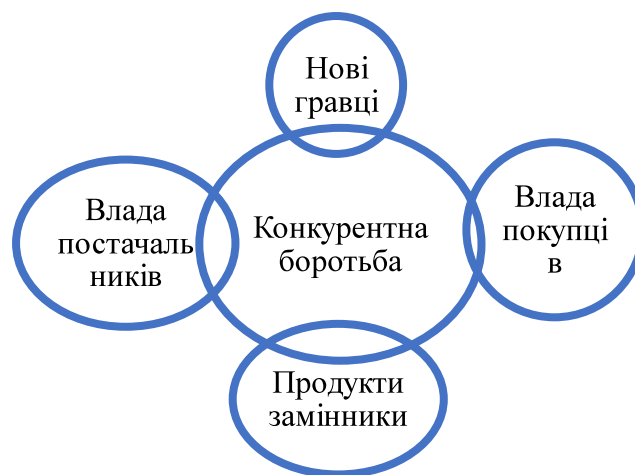 Нові
гравці
Влада
постачаль
ників
Конкурентна
боротьба
Влада
покупці
в
Продукти
замінники